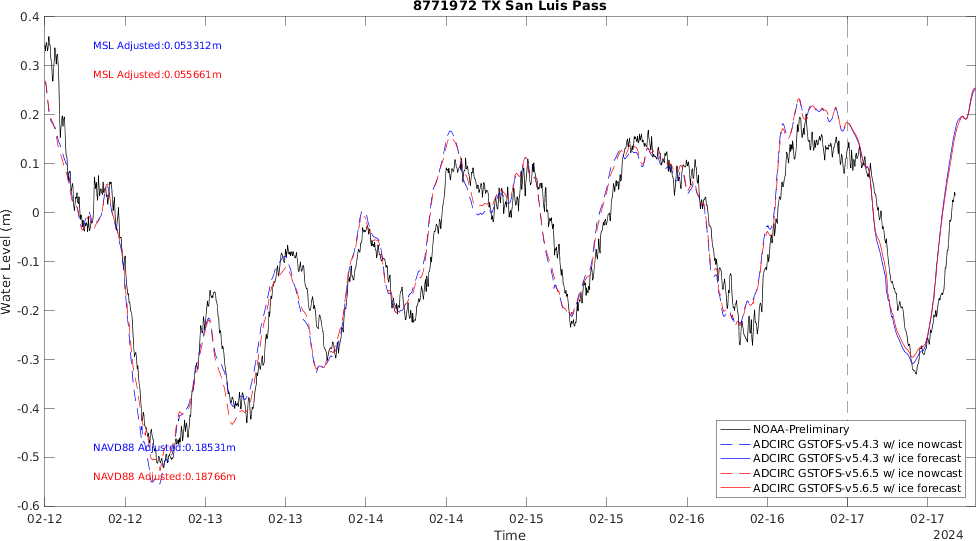 8771972 TX San Luis Pass
0.4
0.3
0.2
0.1
0
-0.1
-0.2
-0.3
-0.4
-0.5
-0.6
Water Level (m)
MSL Adjusted:0.053312m
MSL Adjusted:0.055661m
NAVD88 Adjusted:0.18531m
NAVD88 Adjusted:0.18766m
NOAA-Preliminary
ADCIRC GSTOFS-v5.4.3 w/ ice nowcast
ADCIRC GSTOFS-v5.4.3 w/ ice forecast
ADCIRC GSTOFS-v5.6.5 w/ ice nowcast
ADCIRC GSTOFS-v5.6.5 w/ ice forecast
02-12 02-12 02-13 02-13 02-14 02-14 02-15 02-15 02-16 02-16 02-17 02-17
Time
2024